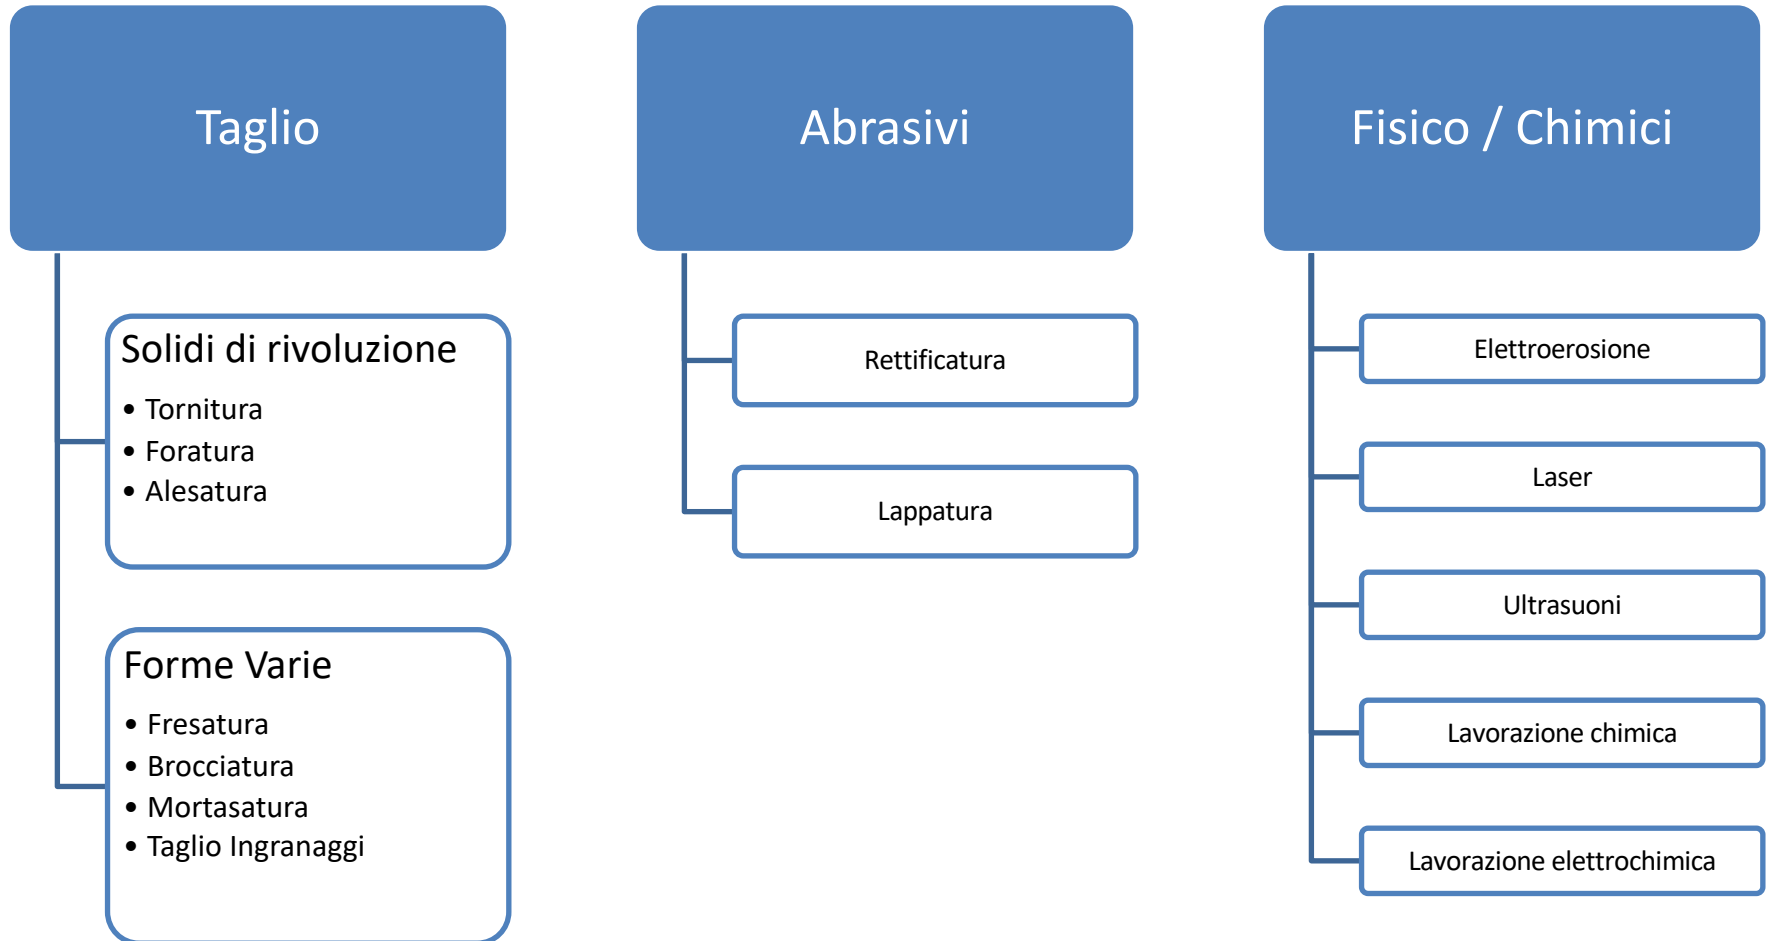 Taglio
Solidi di rivoluzione
• Tornitura
• Foratura
• Alesatura
Forme Varie
• Fresatura
• Brocciatura
• Mortasatura
• Taglio Ingranaggi
Abrasivi
Rettificatura
Lappatura
Fisico / Chimici
Elettroerosione
Laser
Ultrasuoni
Lavorazione chimica
Lavorazione elettrochimica